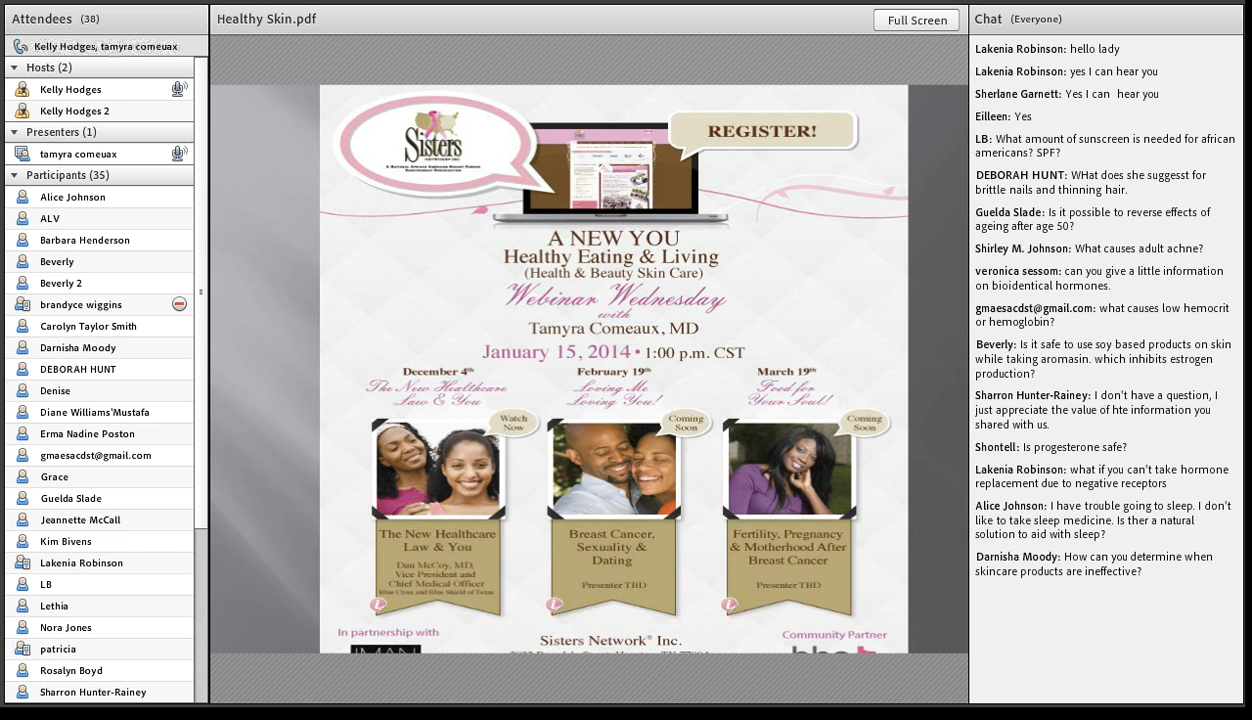 Attendees (38)
Kelly Hodges, tamyra comeuax
Hosts (2)
Kelly Hodges
Kelly Hodges 2
Presenters (1)
tamyra comeuax
Participants (35)
Alice Johnson
ALV
Barbara Henderson
Beverly
Beverly 2
brandyce wiggins
Carolyn Taylor Smith
Darnisha Moody
DEBORAH HUNT
Denise
Diane Williams'Mustafa
Erma Nadine Poston
gmaesacdst@gmail.com
Grace
Guelda Slade
Jeannette McCall
Kim Bivens
Lakenia Robinson
LB
Lethia
Nora Jones
patricia
Rosalyn Boyd
Sharron Hunter-Rainey
Healthy Skin.pdf
Full Screen
Sisters
REGISTER!
A NEW YOU
Healthy Eating & Living
(Health & Beauty Skin Care)
Webinar Wednesday
with
Tamyra Comeaux, MD
January 15, 2014 • 1:00 p.m. CST
December 4th
The New Healthcare
Law & You
Watch
Now
The New Healthcare
Law & You
Dan McCoy, MD,
Vice President and
Chief Medical Officer
Blue Cross and Blue Shield of Texas
February 19th
Loving Me
Loving You!
Coming
Soon
Breast Cancer,
Sexuality &
Dating
Presenter TBD
March 19th
Food for
Your Soul!
Coming
Soon
Fertility, Pregnancy
& Motherhood After
Breast Cancer
Presenter TBD
In partnership with
Sisters Network® Inc.
Community Partner
Chat (Everyone)
Lakenia Robinson: hello lady
Lakenia Robinson: yes I can hear you
Sherlane Garnett: Yes I can hear you
Eilleen: Yes
LB: What amount of sunscreen is needed for african
americans? SPF?
DEBORAH HUNT: WHat does she suggesst for
brittle nails and thinning hair.
Guelda Slade: Is it possible to reverse effects of
ageing after age 50?
Shirley M. Johnson: What causes adult achne?
veronica sessom: can you give a little information
on bioidentical hormones.
gmaesacdst@gmail.com: what causes low hemocrit
or hemoglobin?
Beverly: Is it safe to use soy based products on skin
while taking aromasin. which inhibits estrogen
production?
Sharron Hunter-Rainey: I don't have a question, I
just appreciate the value of hte information you
shared with us.
Shontell: Is progesterone safe?
Lakenia Robinson: what if you can't take hormone
replacement due to negative receptors
Alice Johnson: I have trouble going to sleep. I don't
like to take sleep medicine. Is ther a natural
solution to aid with sleep?
Darnisha Moody: How can you determine when
skincare products are ineffective?